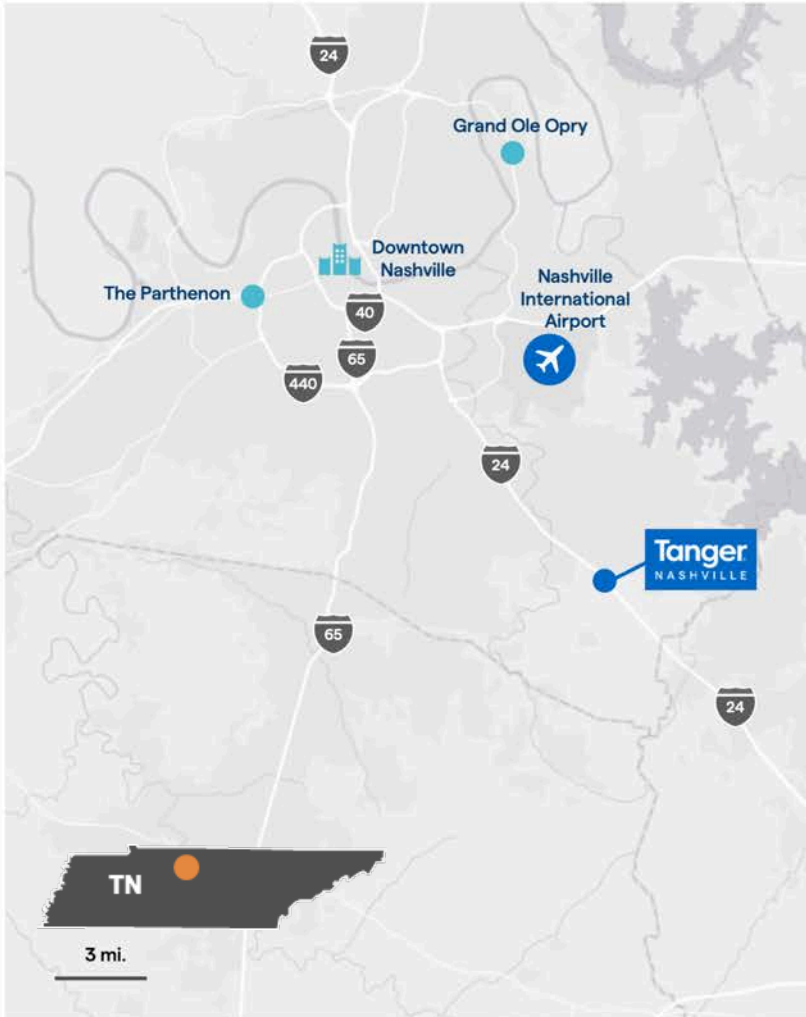 24
Grand Ole Opry
Downtown
Nashville
Nashville
International
Airport
The Parthenon
40
65
440
24
Tanger
NASHVILLE
65
24
TN
3 mi.